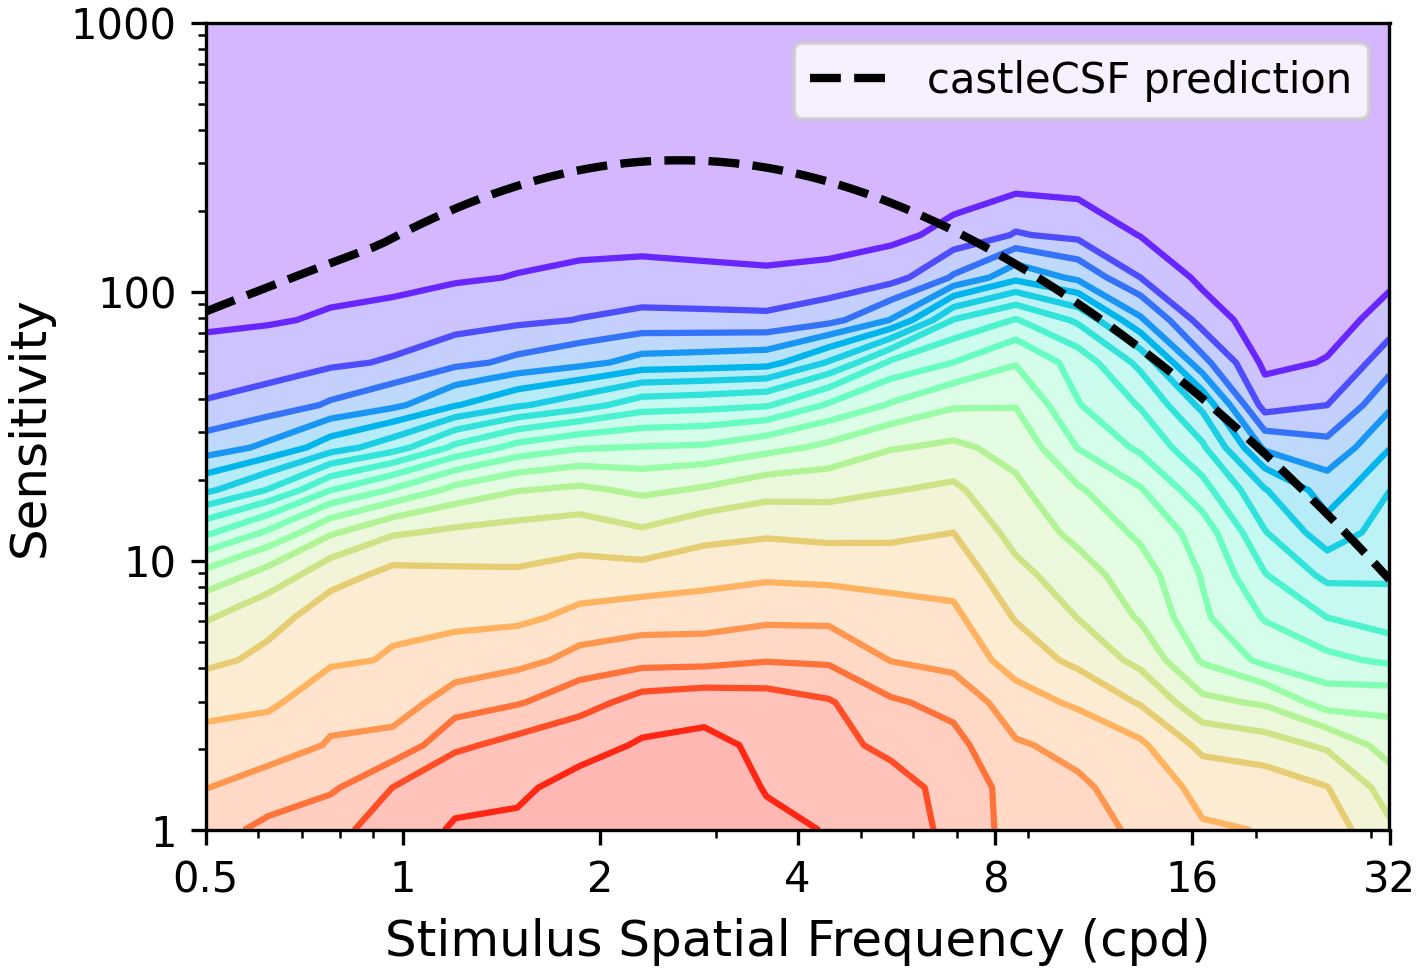 1000
100
10
1
Sensitivity
castleCSF prediction
0.5 1 2 4 8 16 32
Stimulus Spatial Frequency (cpd)